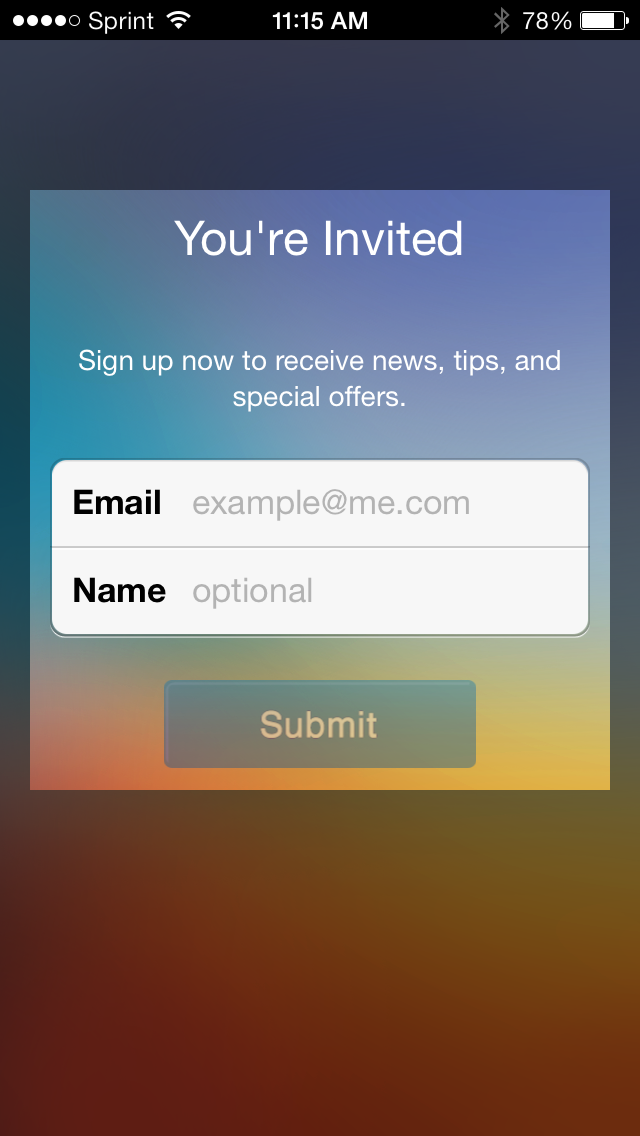 Sprint 11:15 AM 78%
You're Invited
Sign up now to receive news, tips, and
special offers.
Email example@me.com
Name optional
Submit